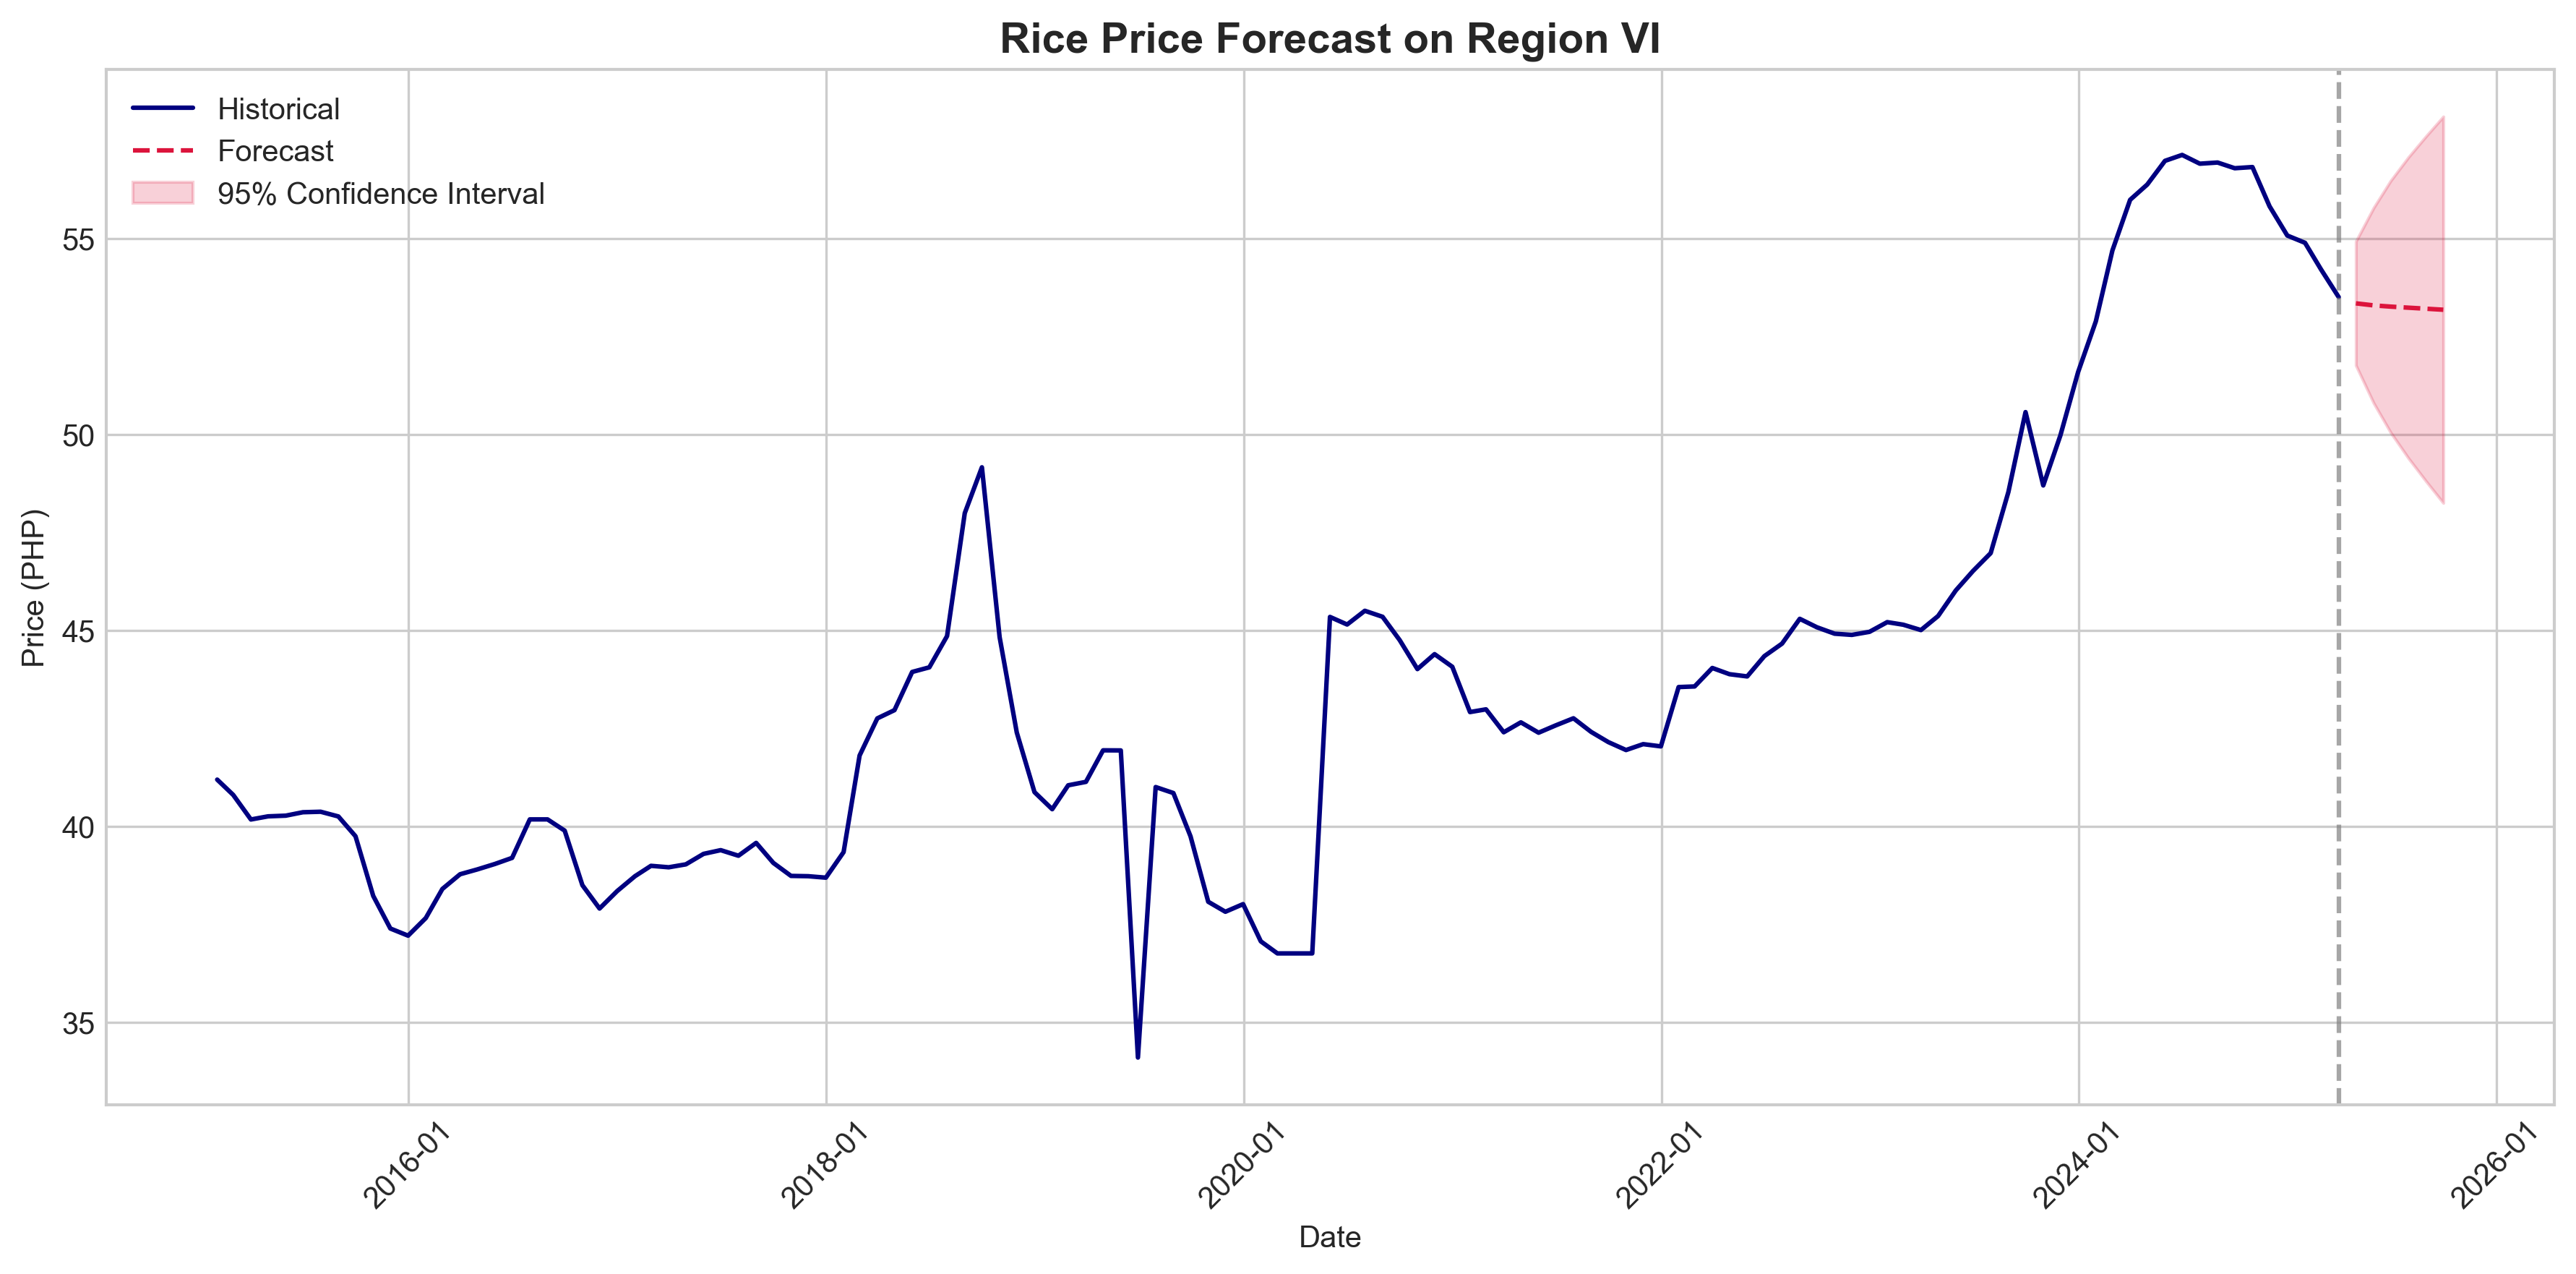 Rice Price Forecast on Region VI
Historical
Forecast
95% Confidence Interval
Price (PHP)
55
50
45
40
35
2016-01
2018-01
2020-01
2022-01
2024-01
2026-01
Date